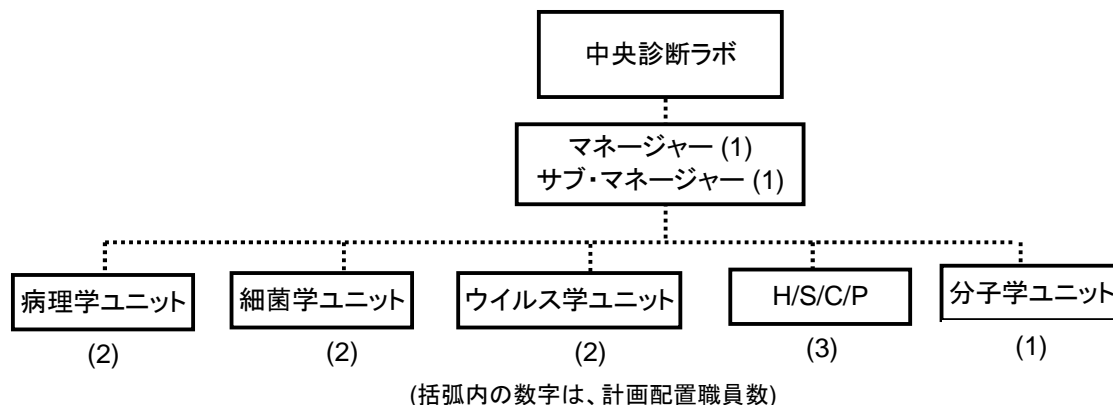 中央診断ラボ
マネージャー (1)
サブ・マネージャー (1)
病理学ユニット
細菌学ユニット
ウイルス学ユニット
H/S/C/P
分子学ユニット
(2)
(2)
(2)
(3)
(1)
(括弧内の数字は、計画配置職員数)